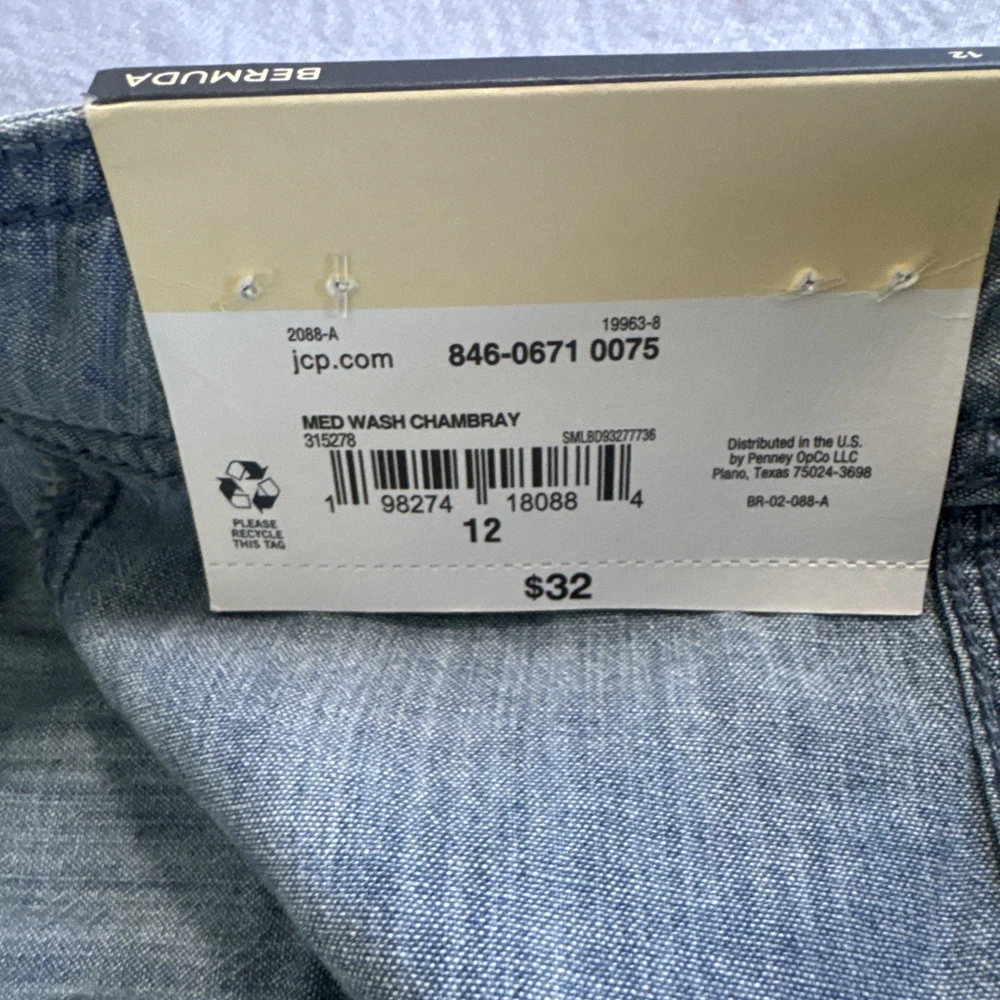 BERMUDA
12
2088-A
19963-8
jcp.com
846-0671 0075
MED WASH CHAMBRAY
315278
SMLBD93277736
1 98274 18088 4
12
$32
PLEASE
RECYCLE
THIS TAG
Distributed in the U.S.
by Penney OpCo LLC
Plano, Texas 75024-3698
BR-02-088-A